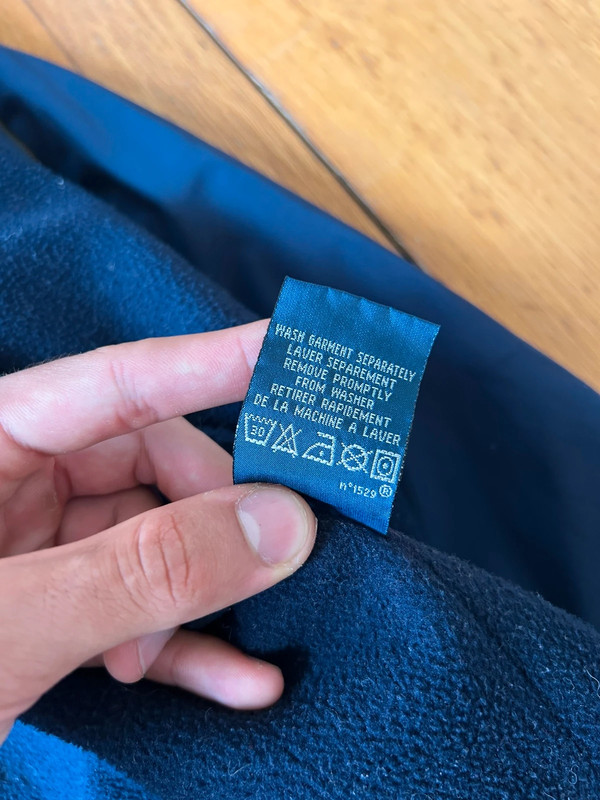 WASH GARMENT SEPARATELY
LAVER SEPAREMENT
REMOVE PROMPTLY
FROM WASHER
RETIRER RAPIDEMENT
DE LA MACHINE A LAVER
30
n°1529 ®